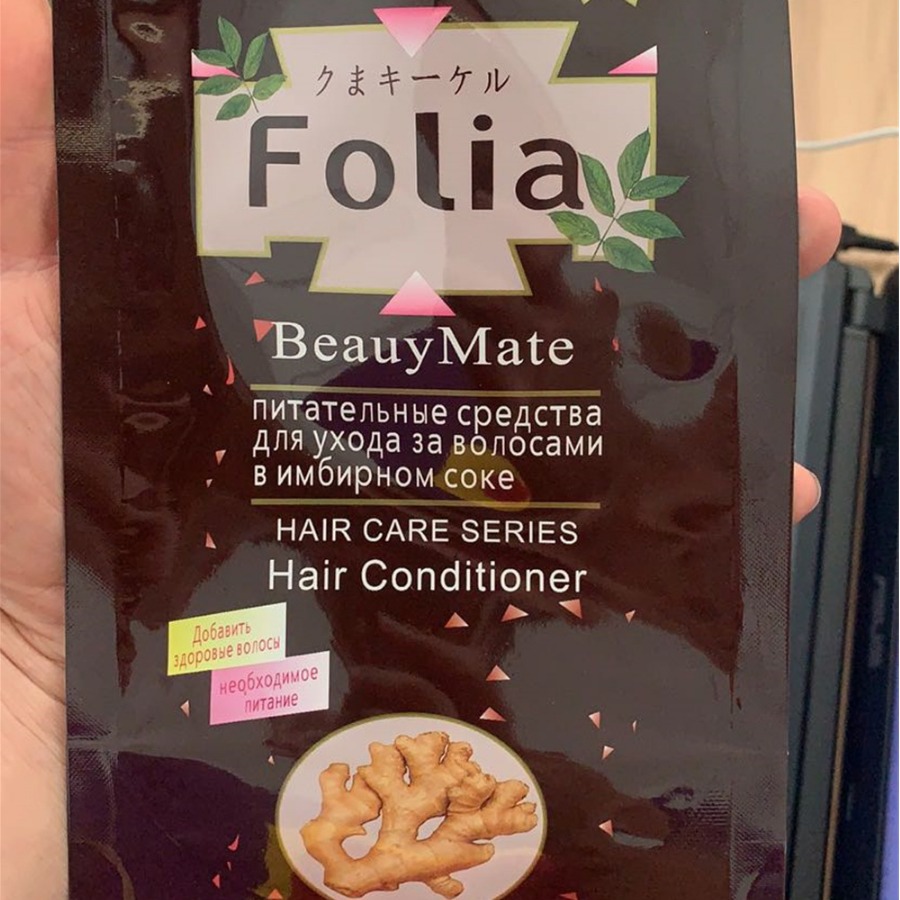 クまキーケル
Folia
BeauyMate
питательные средства
для ухода за волосами
в имбирном соке
HAIR CARE SERIES
Hair Conditioner
Добавить
здоровые волосы
необходимое
питание